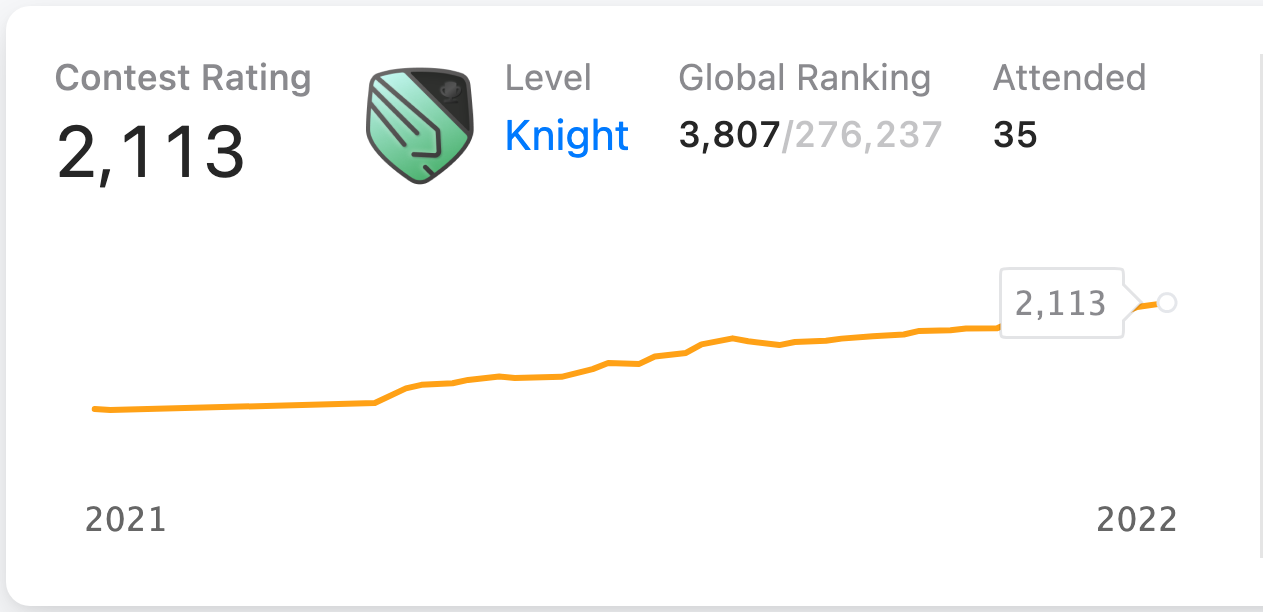 Contest Rating
2,113
Level
Knight
Global Ranking
3,807/276,237
Attended
35
2,113
2021
2022